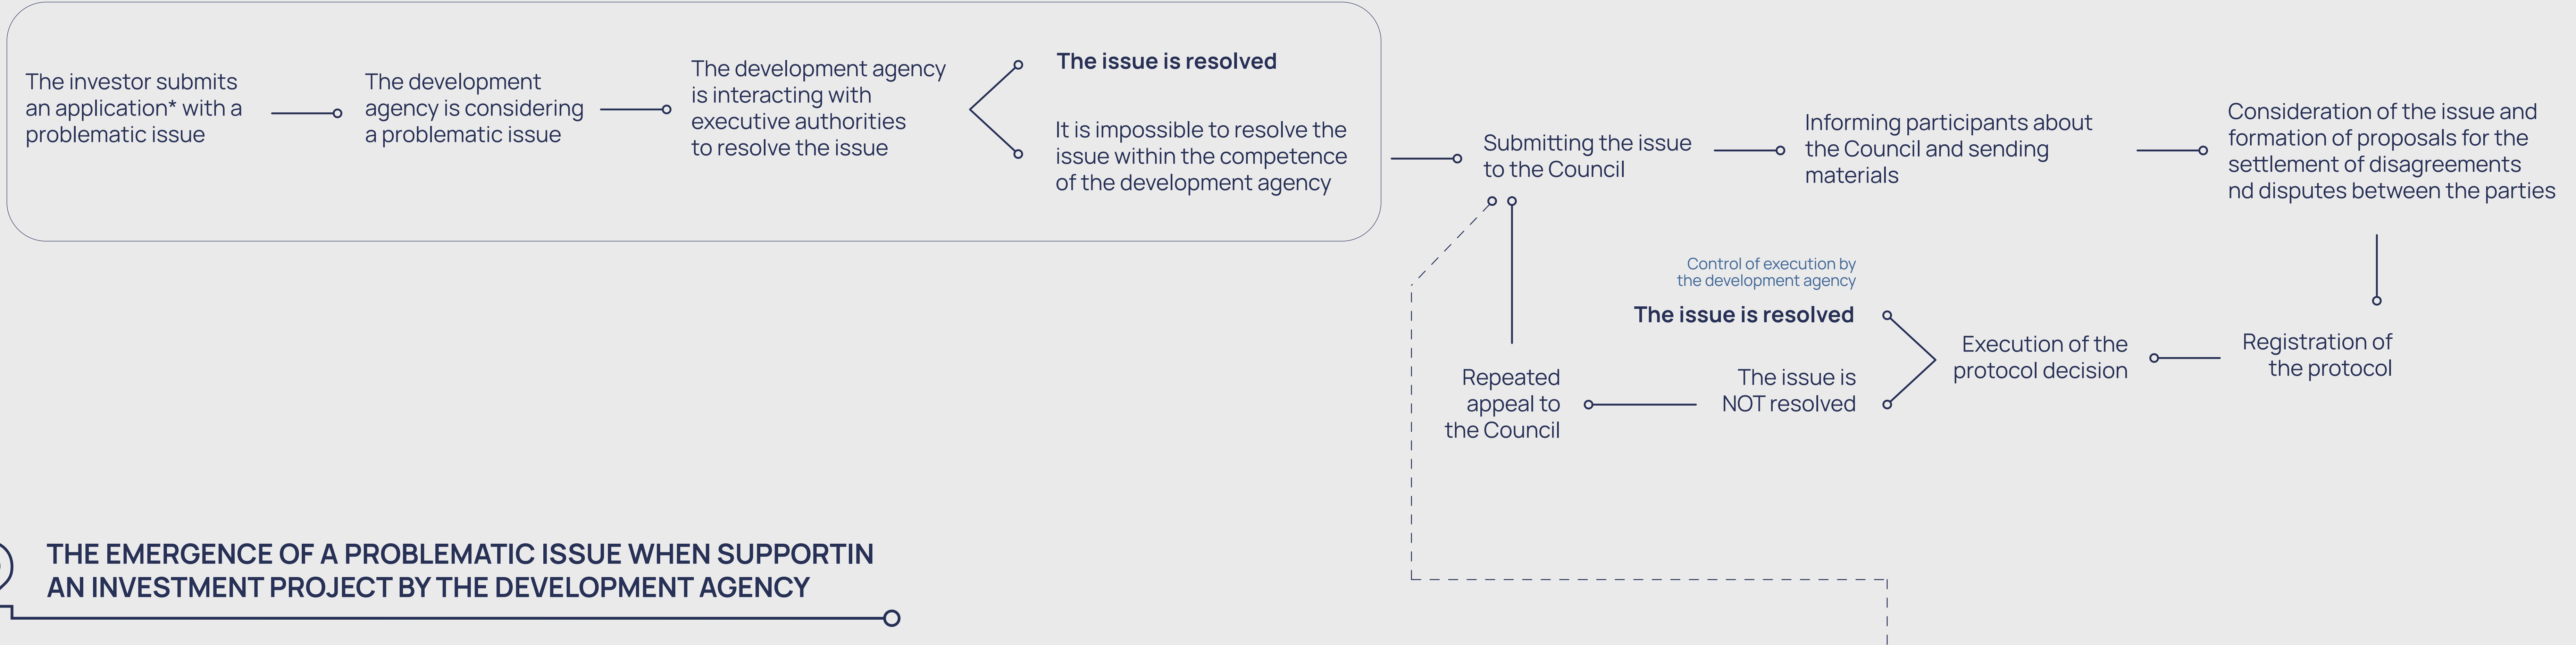 The investor submits
an application* with a
problematic issue
The development
agency is considering
a problematic issue
The development agency
is interacting with
executive authorities
to resolve the issue
The issue is resolved
It is impossible to resolve the
issue within the competence
of the development agency
Submitting the issue
to the Council
Informing participants about
the Council and sending
materials
Consideration of the issue and
formation of proposals for the
settlement of disagreements
nd disputes between the parties
Registration of
the protocol
Execution of the
protocol decision
Control of execution by
the development agency
The issue is resolved
The issue is
NOT resolved
Repeated
appeal to
the Council
THE EMERGENCE OF A PROBLEMATIC ISSUE WHEN SUPPORTIN
AN INVESTMENT PROJECT BY THE DEVELOPMENT AGENCY